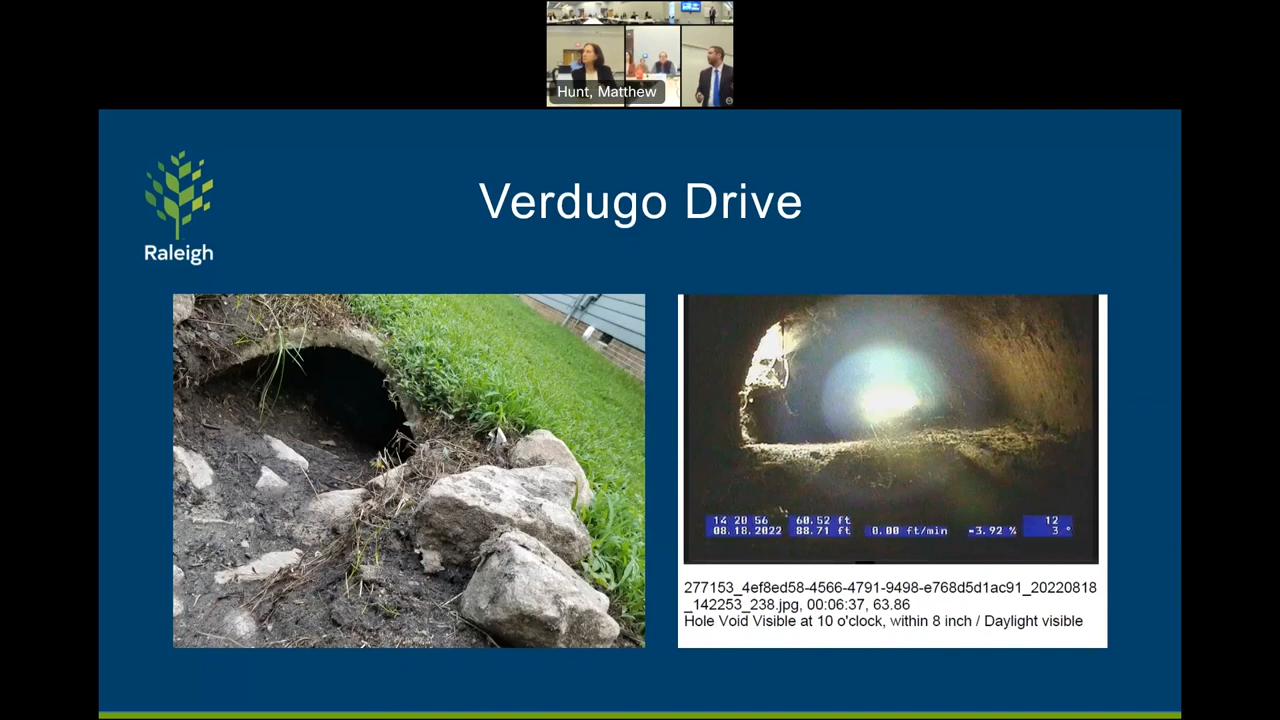 Hunt, Matthew
Raleigh
Verdugo Drive
14 20 56 60.52 ft 12
08.18.2022 88.71 ft 0.00 ft/min -3.92 % 3 °
277153_4ef8ed58-4566-4791-9498-e768d5d1ac91_20220818
_142253_238.jpg, 00:06:37, 63.86
Hole Void Visible at 10 o'clock, within 8 inch / Daylight visible